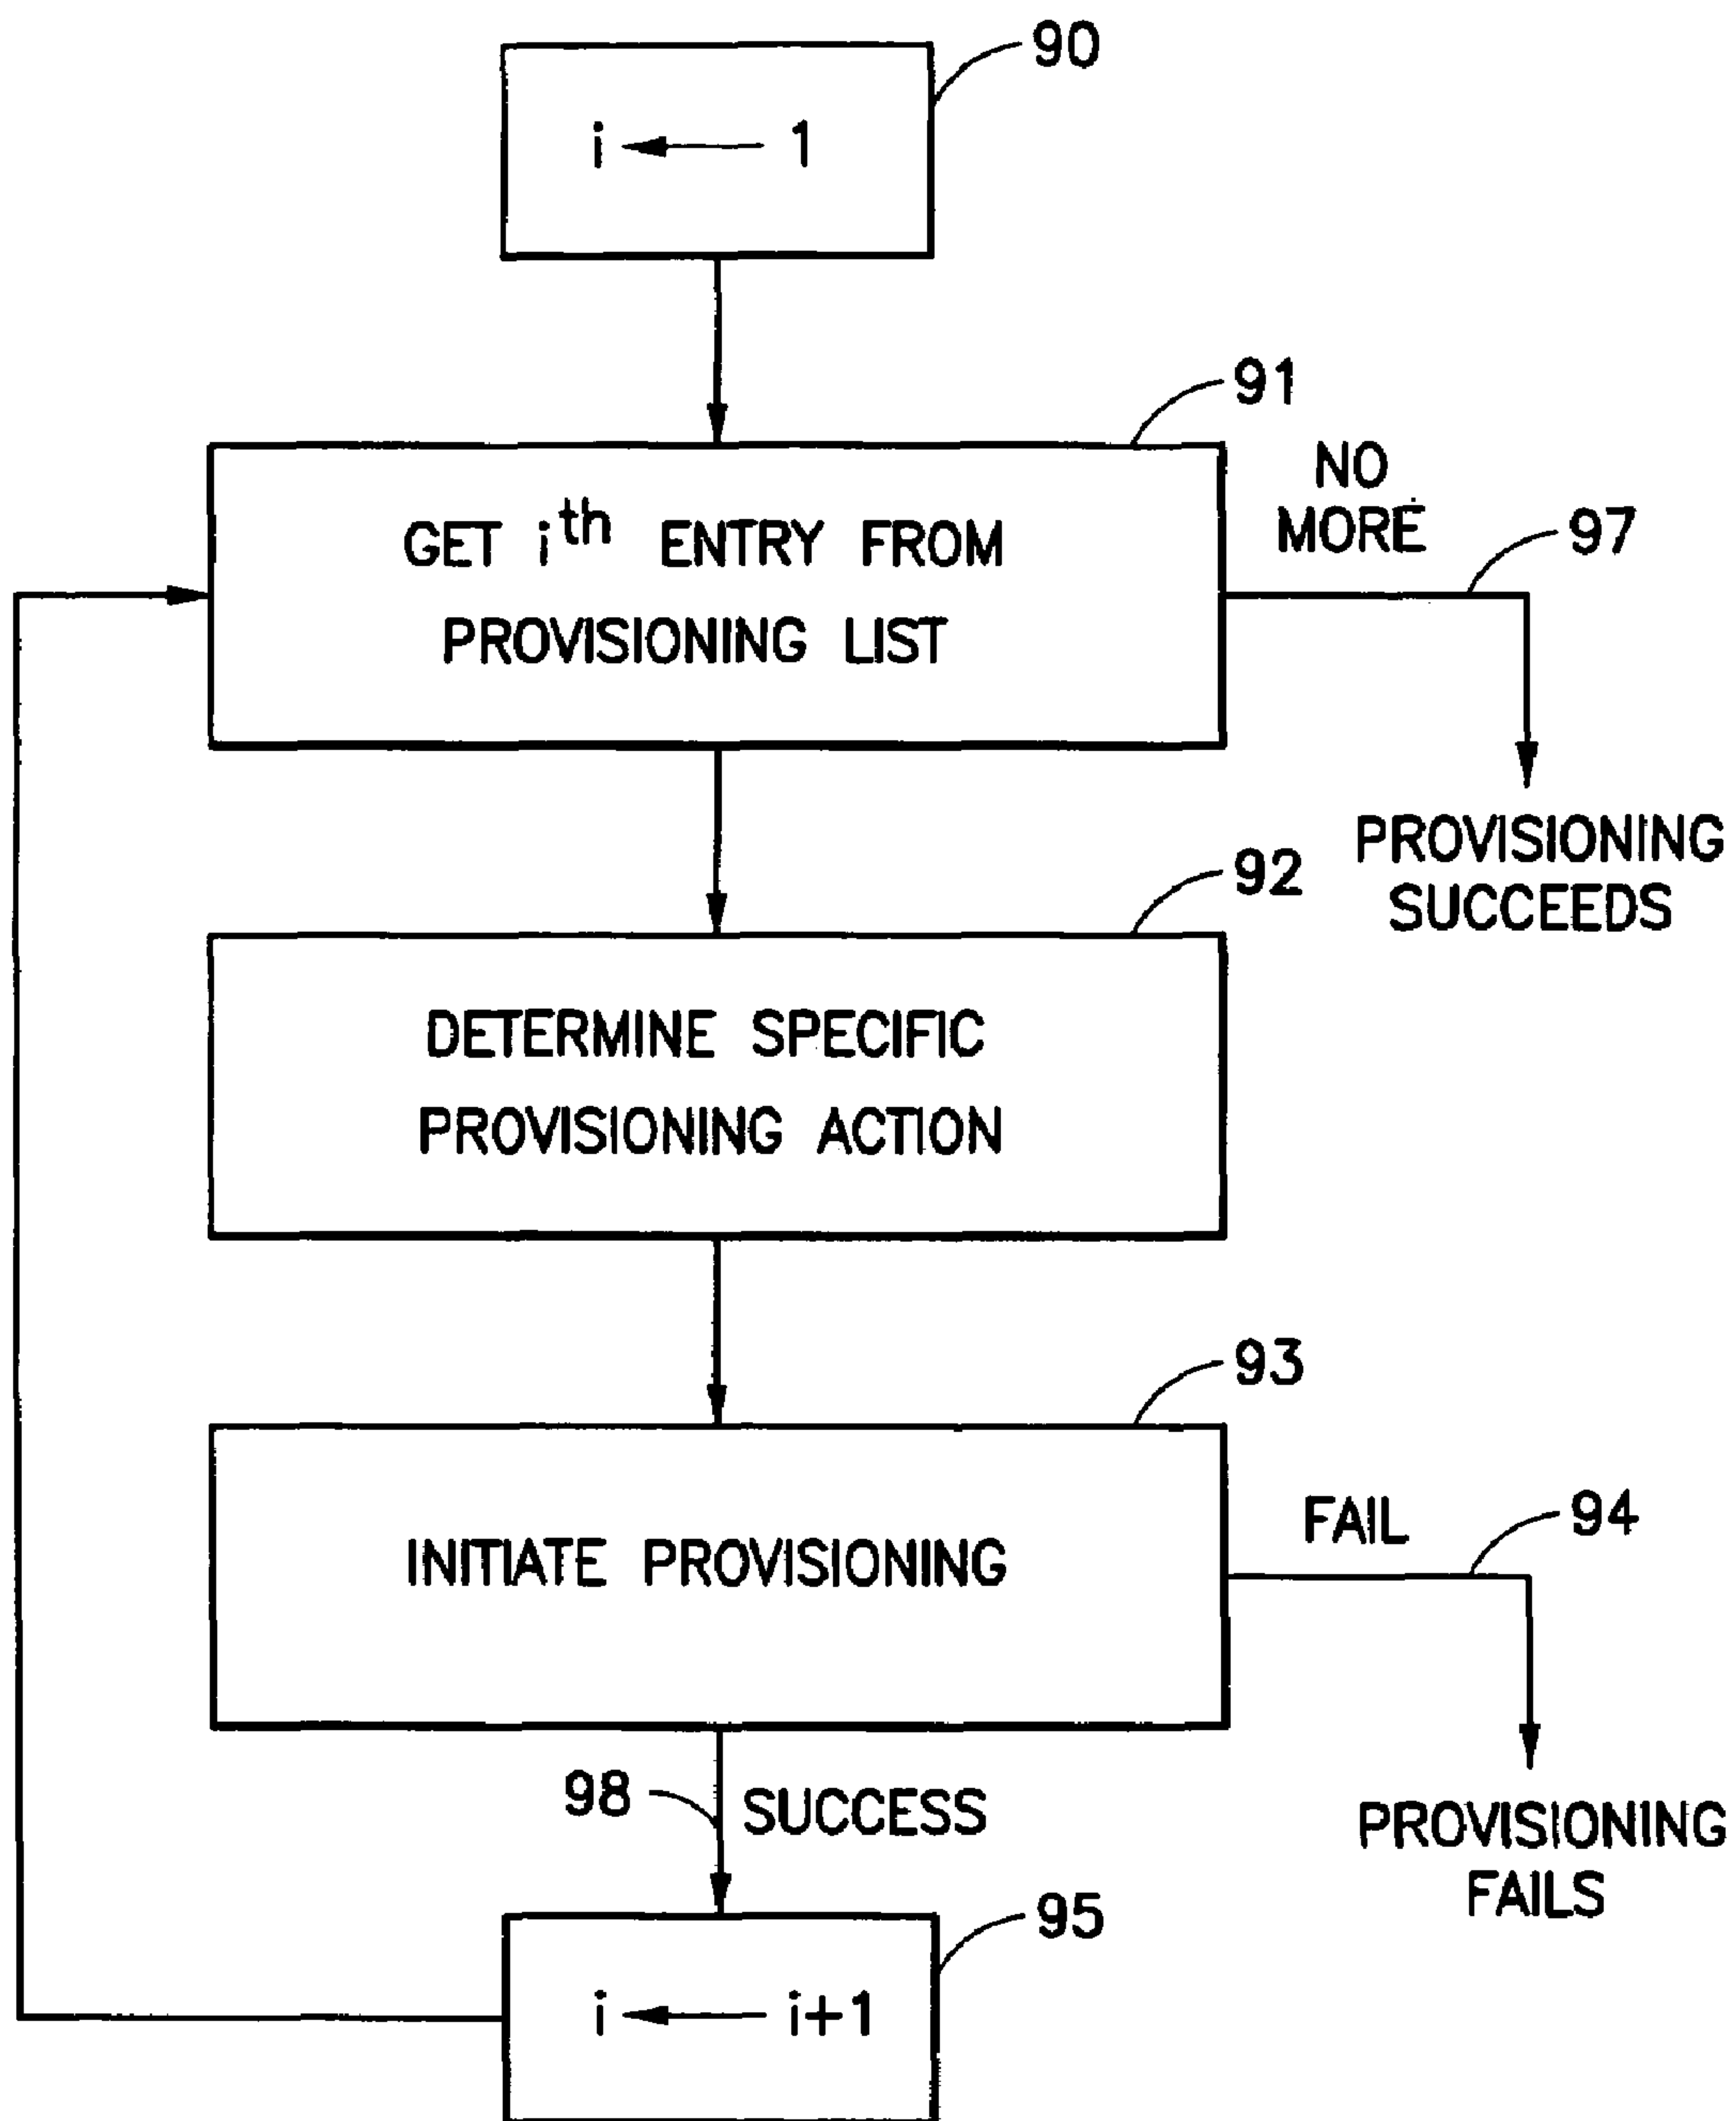 90
i ← 1
91
NO
MORE
97
GET ith ENTRY FROM
PROVISIONING LIST
PROVISIONING
SUCCEEDS
92
DETERMINE SPECIFIC
PROVISIONING ACTION
93
FAIL
94
INITIATE PROVISIONING
98
SUCCESS
PROVISIONING
FAILS
95
i ← i+1